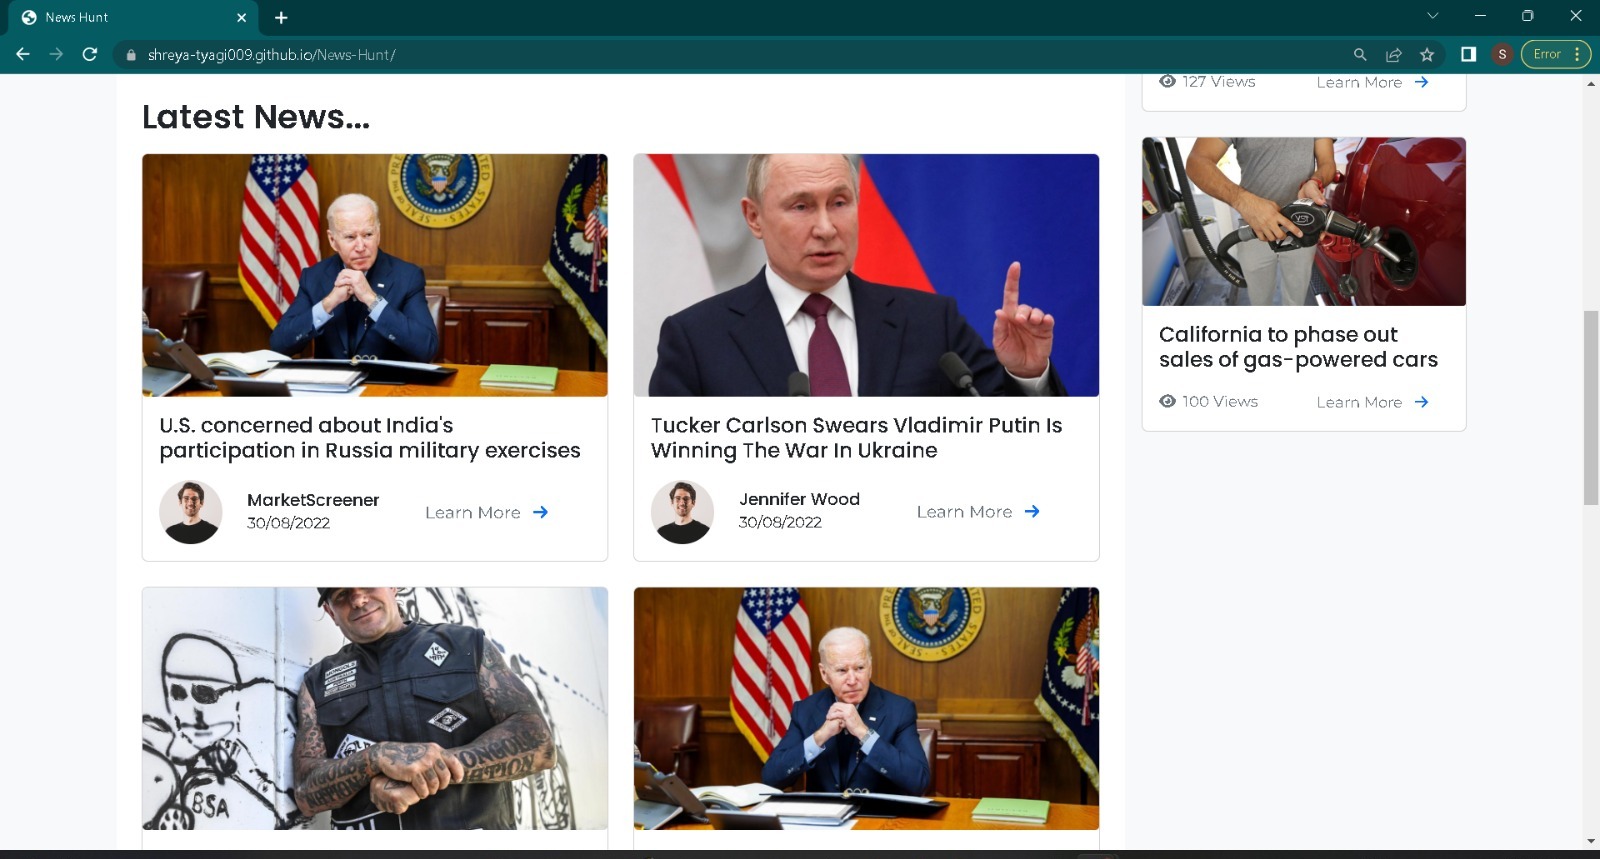 News Hunt
shreya-tyagi009.github.io/News-Hunt/
S
Error
Latest News...
127 Views
Learn More
U.S. concerned about India's
participation in Russia military exercises
MarketScreener
30/08/2022
Learn More
Tucker Carlson Swears Vladimir Putin Is
Winning The War In Ukraine
Jennifer Wood
30/08/2022
Learn More
California to phase out
sales of gas-powered cars
100 Views
Learn More
BSA